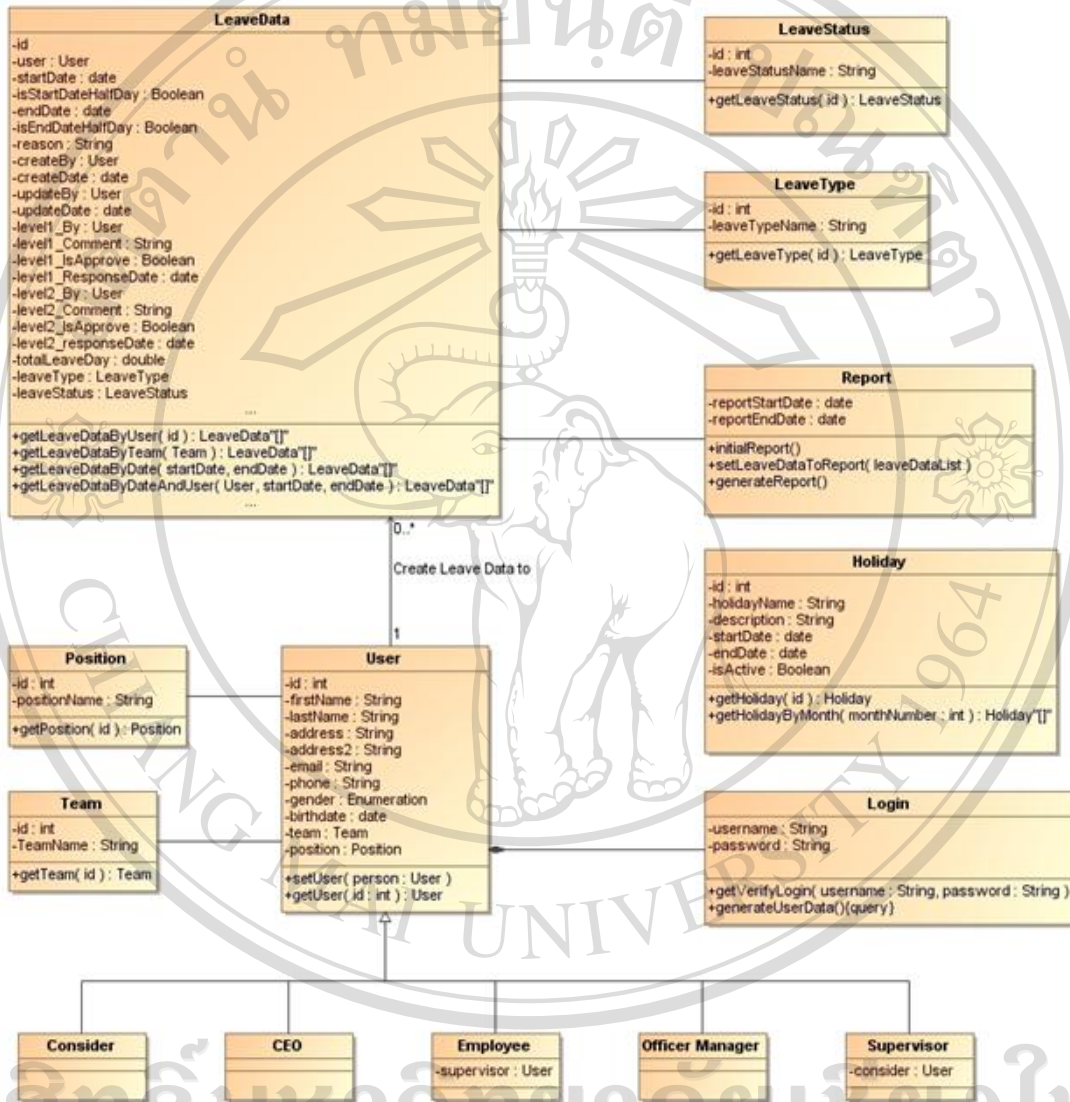 LeaveData
-id
-user : User
-startDate : date
-isStartDateHalfDay : Boolean
-endDate : date
-isEndDateHalfDay : Boolean
-reason : String
-createBy : User
-createDate : date
-updateBy : User
-updateDate : date
-level1_By : User
-level1_Comment : String
-level1_IsApprove : Boolean
-level1_ResponseDate : date
-level2_By : User
-level2_Comment : String
-level2_IsApprove : Boolean
-level2_responseDate : date
-totalLeaveDay : double
-leaveType : LeaveType
-leaveStatus : LeaveStatus
...
+getLeaveDataByUser( id ) : LeaveData"[]"
+getLeaveDataByTeam( Team ) : LeaveData"[]"
+getLeaveDataByDate( startDate, endDate ) : LeaveData"[]"
+getLeaveDataByDateAndUser( User, startDate, endDate ) : LeaveData"[]"
...
LeaveStatus
-id : int
-leaveStatusName : String
+getLeaveStatus( id ) : LeaveStatus
LeaveType
-id : int
-leaveTypeName : String
+getLeaveType( id ) : LeaveType
Report
-reportStartDate : date
-reportEndDate : date
+initialReport()
+setLeaveDataToReport( leaveDataList )
+generateReport()
0..*
Create Leave Data to
1
Holiday
-id : int
-holidayName : String
-description : String
-startDate : date
-endDate : date
-isActive : Boolean
+getHoliday( id ) : Holiday
+getHolidayByMonth( monthNumber : int ) : Holiday"[]"
Position
-id : int
-positionName : String
+getPosition( id ) : Position
User
-id : int
-firstName : String
-lastName : String
-address : String
-address2 : String
-email : String
-phone : String
-gender : Enumeration
-birthdate : date
-team : Team
-position : Position
+setUser( person : User )
+getUser( id : int ) : User
Team
-id : int
-TeamName : String
+getTeam( id ) : Team
Login
-username : String
-password : String
+getVerifyLogin( username : String, password : String )
+generateUserData(){query}
Consider
CEO
Employee
-supervisor : User
Officer Manager
Supervisor
-consider : User
CHIANG MAI UNIVERSITY 1964